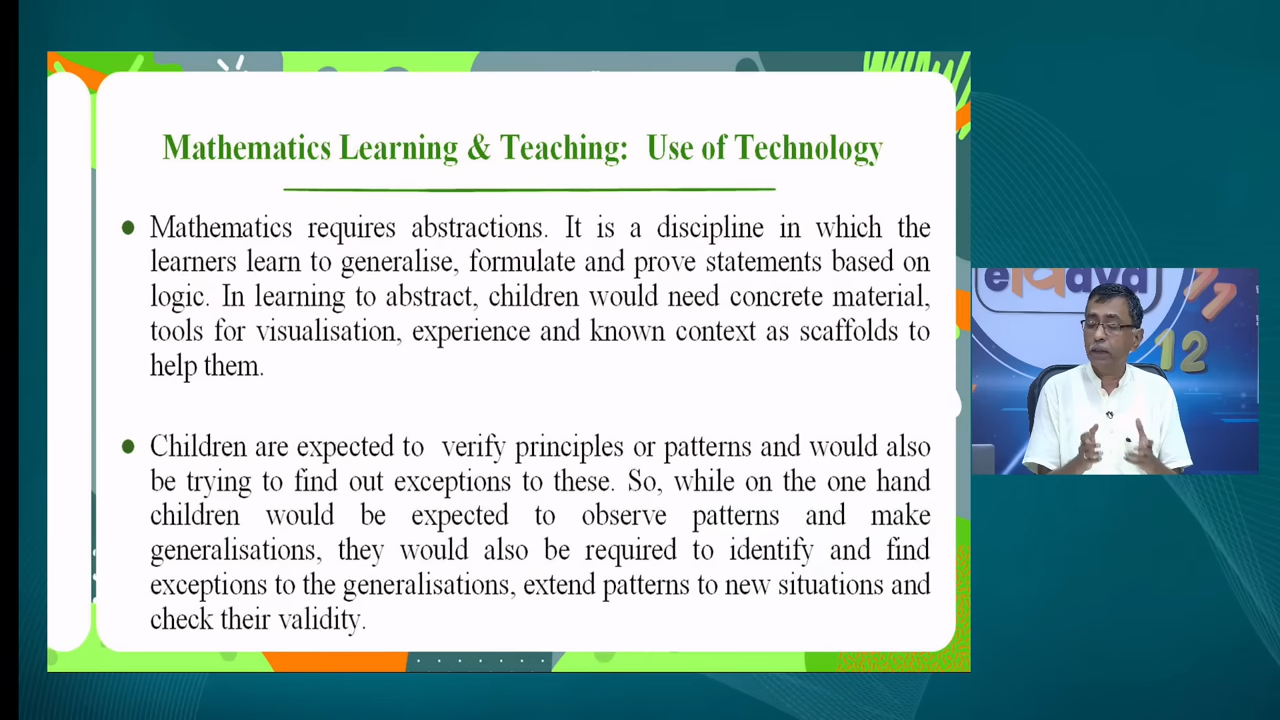 Mathematics Learning & Teaching: Use of Technology
Mathematics requires abstractions. It is a discipline in which the
learners learn to generalise, formulate and prove statements based on
logic. In learning to abstract, children would need concrete material,
tools for visualisation, experience and known context as scaffolds to
help them.
Children are expected to verify principles or patterns and would also
be trying to find out exceptions to these. So, while on the one hand
children would be expected to observe patterns and make
generalisations, they would also be required to identify and find
exceptions to the generalisations, extend patterns to new situations and
check their validity.
12